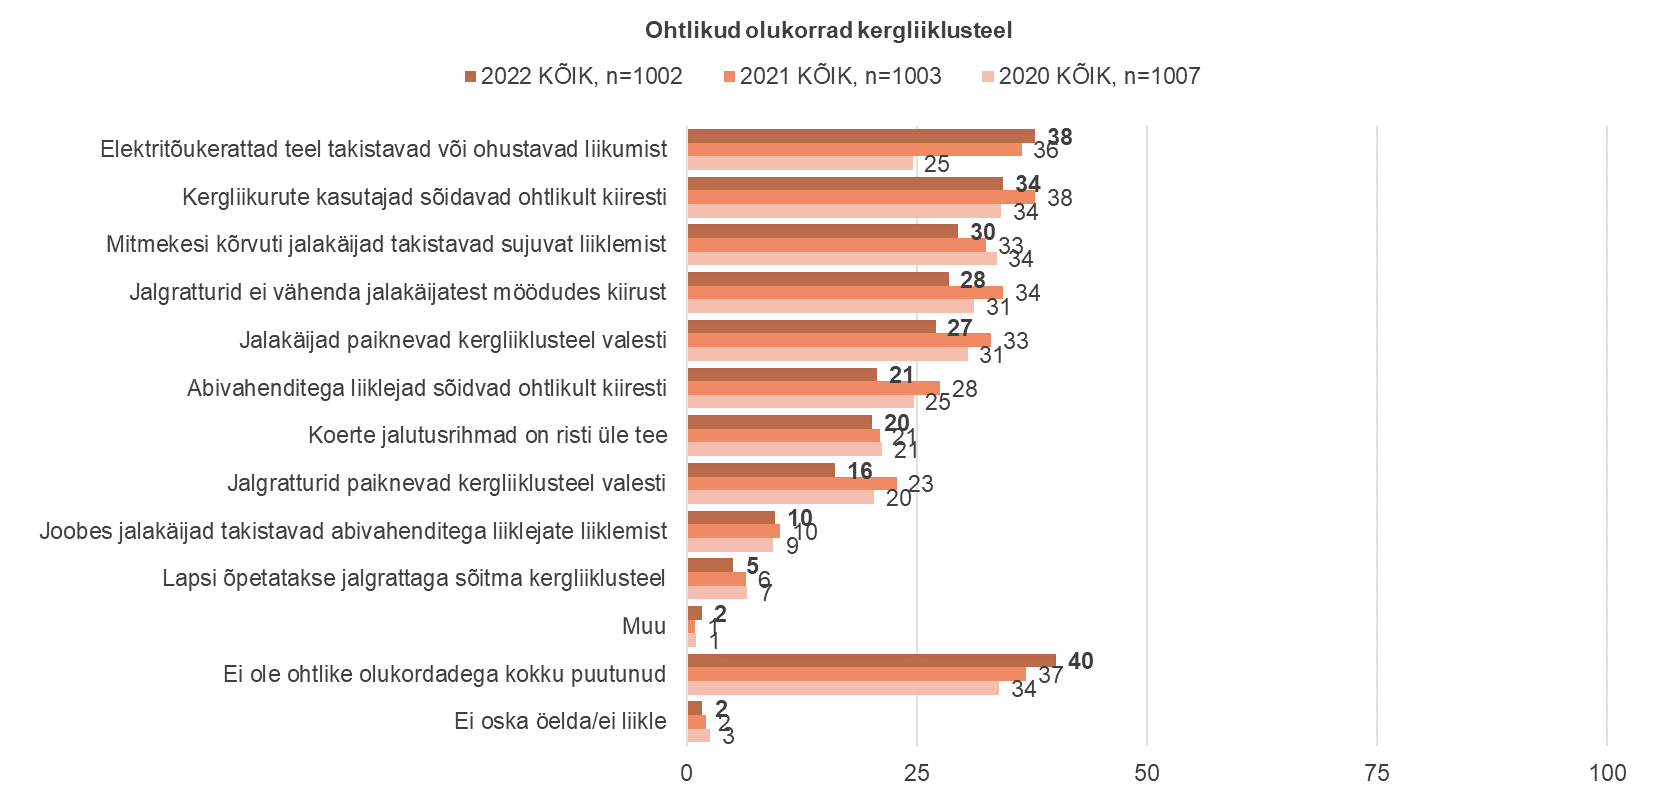 Ohtlikud olukorrad kergliiklusteel
2022 KÕIK, n=1002 2021 KÕIK, n=1003 2020 KÕIK, n=1007
Elektritõukerattad teel takistavad või ohustavad liikumist
38
36
25
Kergliikurute kasutajad sõidavad ohtlikult kiiresti
34
38
34
Mitmekesi kõrvuti jalakäijad takistavad sujuvat liiklemist
30
33
34
Jalgratturid ei vähenda jalakäijatest möödudes kiirust
28
34
31
Jalakäijad paiknevad kergliiklusteel valesti
27
33
31
Abivahenditega liiklejad sõidvad ohtlikult kiiresti
21
28
25
Koerte jalutusrihmad on risti üle tee
20
21
21
Jalgratturid paiknevad kergliiklusteel valesti
16
23
20
Joobes jalakäijad takistavad abivahenditega liiklejate liiklemist
10
10
9
Lapsi õpetatakse jalgrattaga sõitma kergliiklusteel
5
6
7
Muu
2
1
1
Ei ole ohtlike olukordadega kokku puutunud
40
37
34
Ei oska öelda/ei liikle
2
2
3
0 25 50 75 100